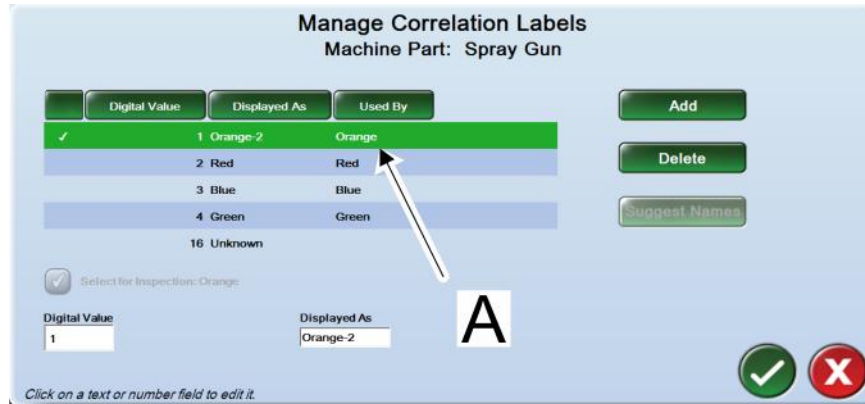 Manage Correlation Labels
Machine Part: Spray Gun
Digital Value Displayed As Used By
Add
✓ 1 Orange-2 Orange
2 Red Red
Delete
3 Blue Blue
4 Green Green
Suggest Names
16 Unknown
Select for Inspection: Orange
Digital Value Displayed As
1 Orange-2
A
Click on a text or number field to edit it.